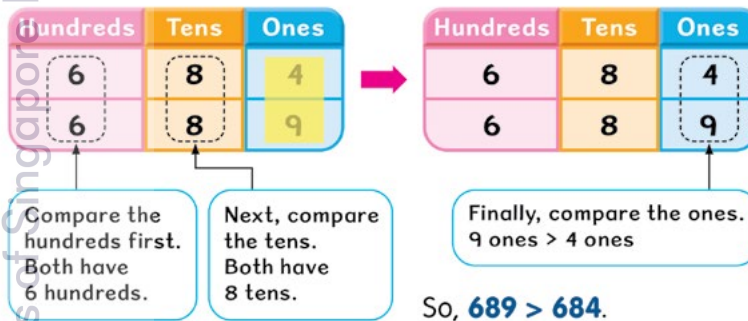 Hundreds Tens Ones
6 8 4
6 8 9
Hundreds Tens Ones
6 8 4
6 8 9
Compare the
hundreds first.
Both have
6 hundreds.
Next, compare
the tens.
Both have
8 tens.
Finally, compare the ones.
9 ones > 4 ones
So, 689 > 684.
s of Singapore